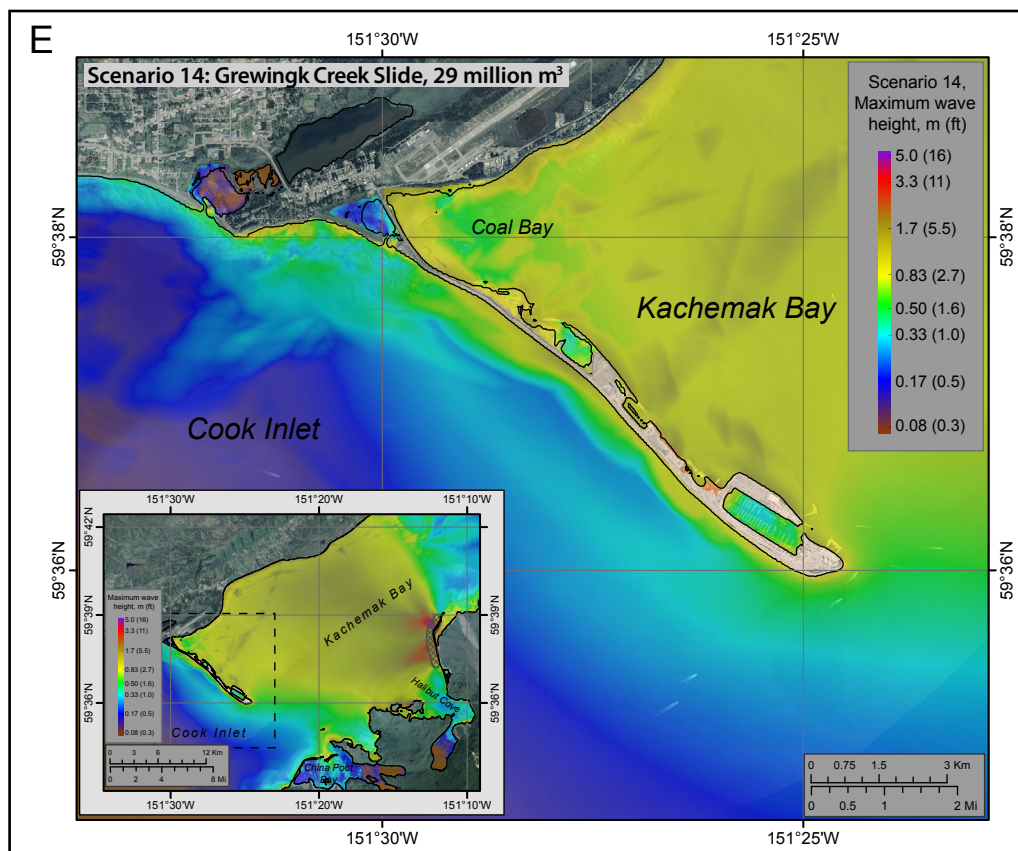 E
151°30'W
151°25'W
Scenario 14: Grewingk Creek Slide, 29 million m³
Scenario 14,
Maximum wave
height, m (ft)
5.0 (16)
3.3 (11)
1.7 (5.5)
0.83 (2.7)
0.50 (1.6)
0.33 (1.0)
0.17 (0.5)
0.08 (0.3)
59°38'N
59°38'N
Coal Bay
Kachemak Bay
Cook Inlet
59°36'N
59°36'N
151°30'W
151°20'W
151°10'W
59°42'N
59°42'N
Kachemak Bay
59°39'N
59°39'N
Maximum wave
height, m (ft)
5.0 (16)
3.3 (11)
1.7 (5.5)
0.83 (2.7)
0.50 (1.6)
0.33 (1.0)
0.17 (0.5)
0.08 (0.3)
Halibut Cove
59°36'N
59°36'N
Cook Inlet
0 3 6 12 Km
0 2 4 8 Mi
China Poot
Bay
151°30'W
151°20'W
151°10'W
0 0.75 1.5 3 Km
0 0.5 1 2 Mi
151°30'W
151°25'W